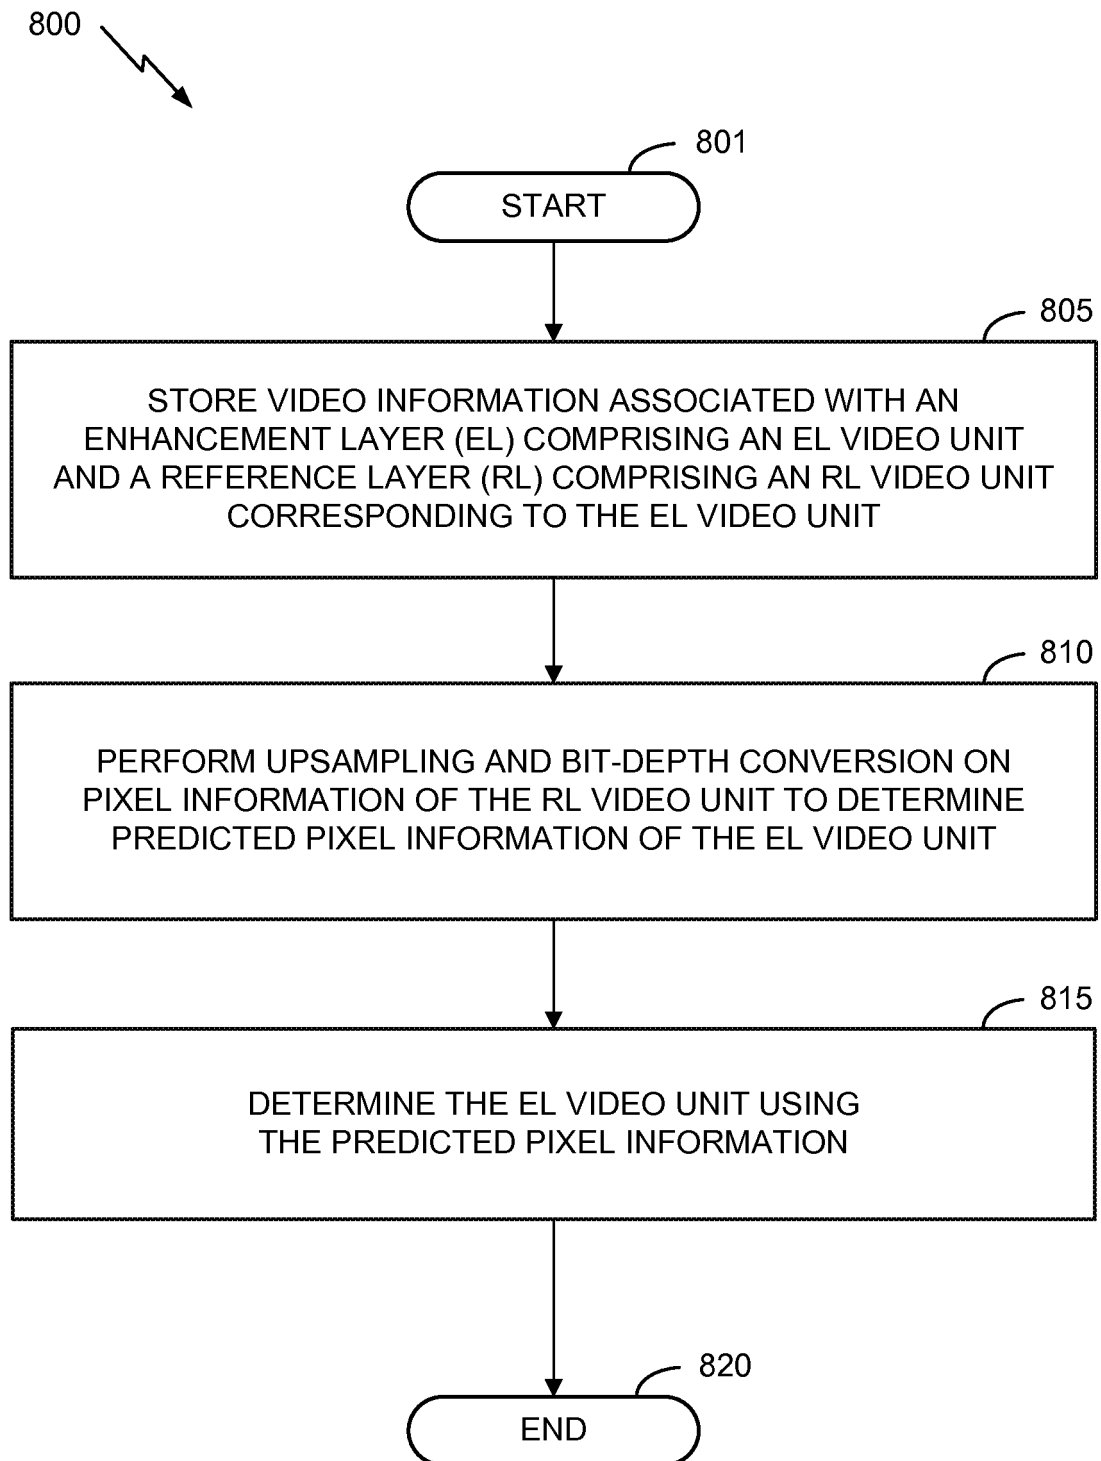 800
801
START
805
STORE VIDEO INFORMATION ASSOCIATED WITH AN
ENHANCEMENT LAYER (EL) COMPRISING AN EL VIDEO UNIT
AND A REFERENCE LAYER (RL) COMPRISING AN RL VIDEO UNIT
CORRESPONDING TO THE EL VIDEO UNIT
810
PERFORM UPSAMPLING AND BIT-DEPTH CONVERSION ON
PIXEL INFORMATION OF THE RL VIDEO UNIT TO DETERMINE
PREDICTED PIXEL INFORMATION OF THE EL VIDEO UNIT
815
DETERMINE THE EL VIDEO UNIT USING
THE PREDICTED PIXEL INFORMATION
820
END